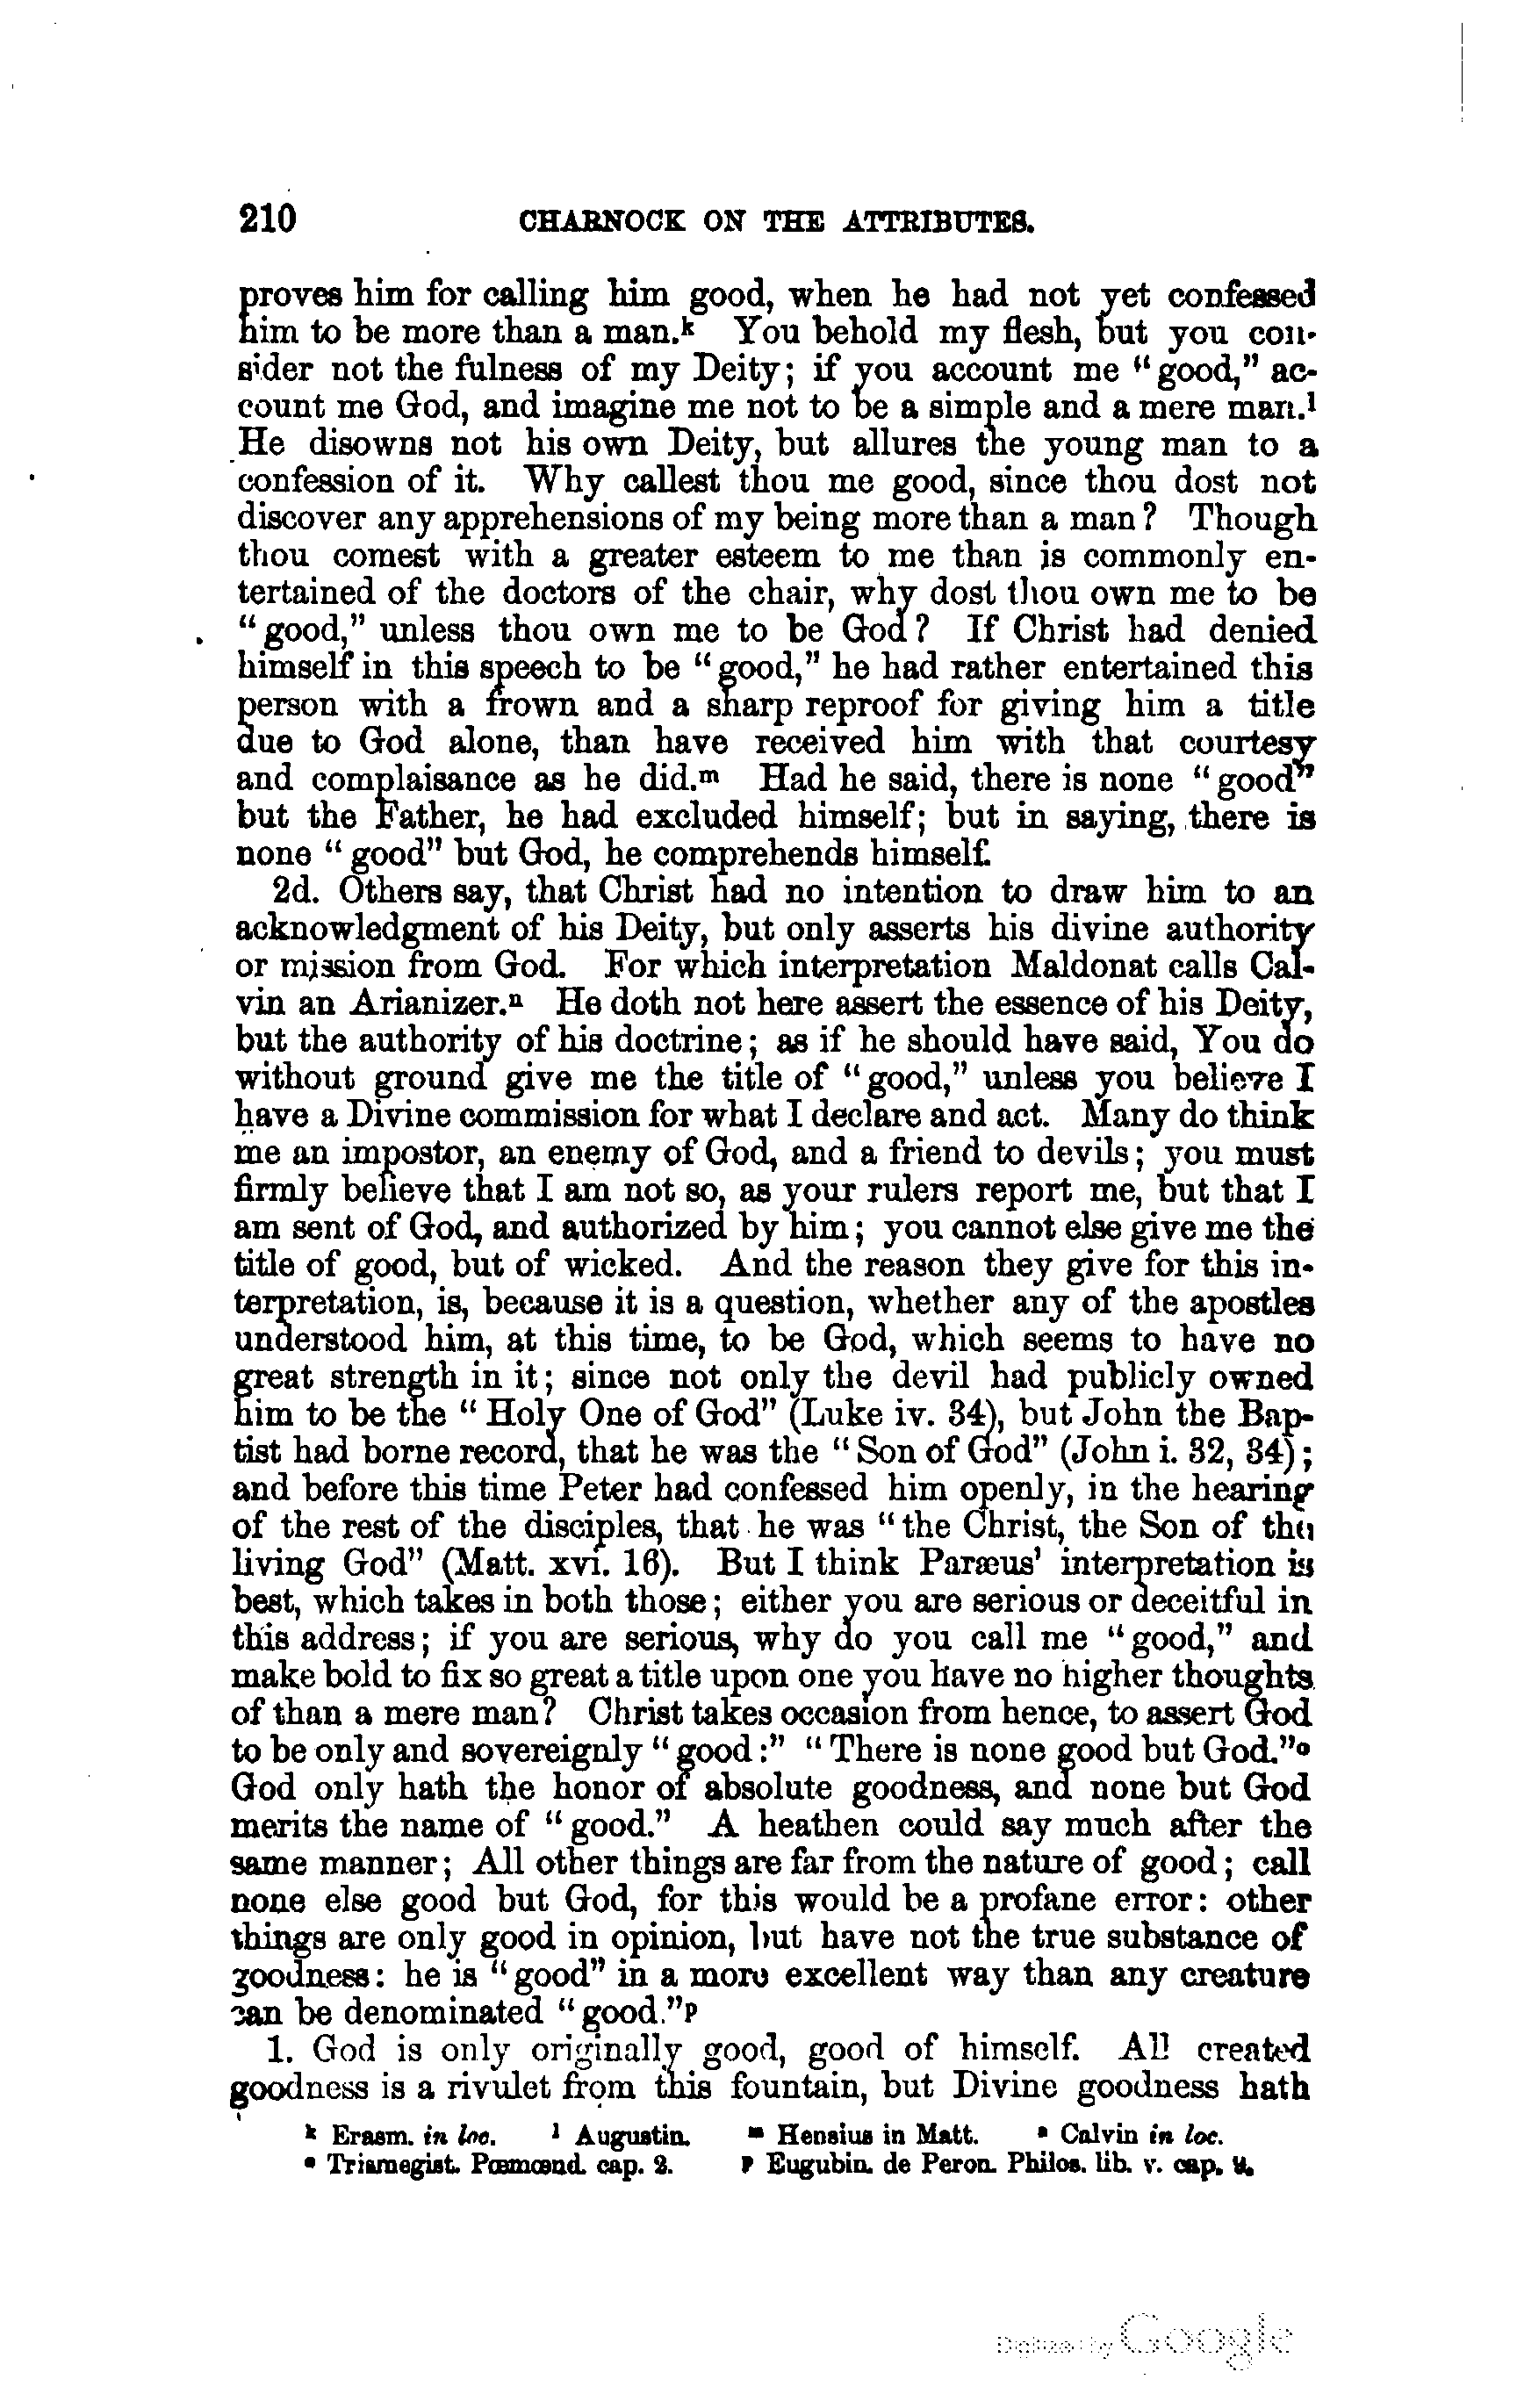 210 CHARNOCK ON THE ATTRIBUTES.
proves him for calling him good, when he had not yet confessed
him to be more than a man.k You behold my flesh, but you con-
sider not the fulness of my Deity; if you account me "good," ac-
count me God, and imagine me not to be a simple and a mere man.l
He disowns not his own Deity, but allures the young man to a
confession of it. Why callest thou me good, since thou dost not
discover any apprehensions of my being more than a man? Though
thou comest with a greater esteem to me than is commonly en-
tertained of the doctors of the chair, why dost thou own me to be
"good," unless thou own me to be God? If Christ had denied
himself in this speech to be "good," he had rather entertained this
person with a frown and a sharp reproof for giving him a title
due to God alone, than have received him with that courtesy
and complaisance as he did.m Had he said, there is none "good"
but the Father, he had excluded himself; but in saying, there is
none "good" but God, he comprehends himself.
2d. Others say, that Christ had no intention to draw him to an
acknowledgment of his Deity, but only asserts his divine authority
or mission from God. For which interpretation Maldonat calls Cal-
vin an Arianizer.n He doth not here assert the essence of his Deity,
but the authority of his doctrine; as if he should have said, You do
without ground give me the title of "good," unless you believe I
have a Divine commission for what I declare and act. Many do think
me an impostor, an enemy of God, and a friend to devils; you must
firmly believe that I am not so, as your rulers report me, but that I
am sent of God, and authorized by him; you cannot else give me the
title of good, but of wicked. And the reason they give for this in-
terpretation, is, because it is a question, whether any of the apostles
understood him, at this time, to be God, which seems to have no
great strength in it; since not only the devil had publicly owned
him to be the "Holy One of God" (Luke iv. 34), but John the Bap-
tist had borne record, that he was the "Son of God" (John i. 32, 34);
and before this time Peter had confessed him openly, in the hearing
of the rest of the disciples, that he was "the Christ, the Son of the
living God" (Matt. xvi. 16). But I think Paræus' interpretation is
best, which takes in both those; either you are serious or deceitful in
this address; if you are serious, why do you call me "good," and
make bold to fix so great a title upon one you have no higher thoughts
of than a mere man? Christ takes occasion from hence, to assert God
to be only and sovereignly "good:" "There is none good but God."o
God only hath the honor of absolute goodness, and none but God
merits the name of "good." A heathen could say much after the
same manner; All other things are far from the nature of good; call
none else good but God, for this would be a profane error: other
things are only good in opinion, but have not the true substance of
goodness: he is "good" in a more excellent way than any creature
can be denominated "good."p
1. God is only originally good, good of himself. All created
goodness is a rivulet from this fountain, but Divine goodness hath
k Erasm. in loc. l Augustin. m Hensius in Matt. n Calvin in loc.
o Trismegist. Pœmœnd. cap. 2. p Eugubin. de Peron. Philos. lib. v. cap.
Digitized by Google